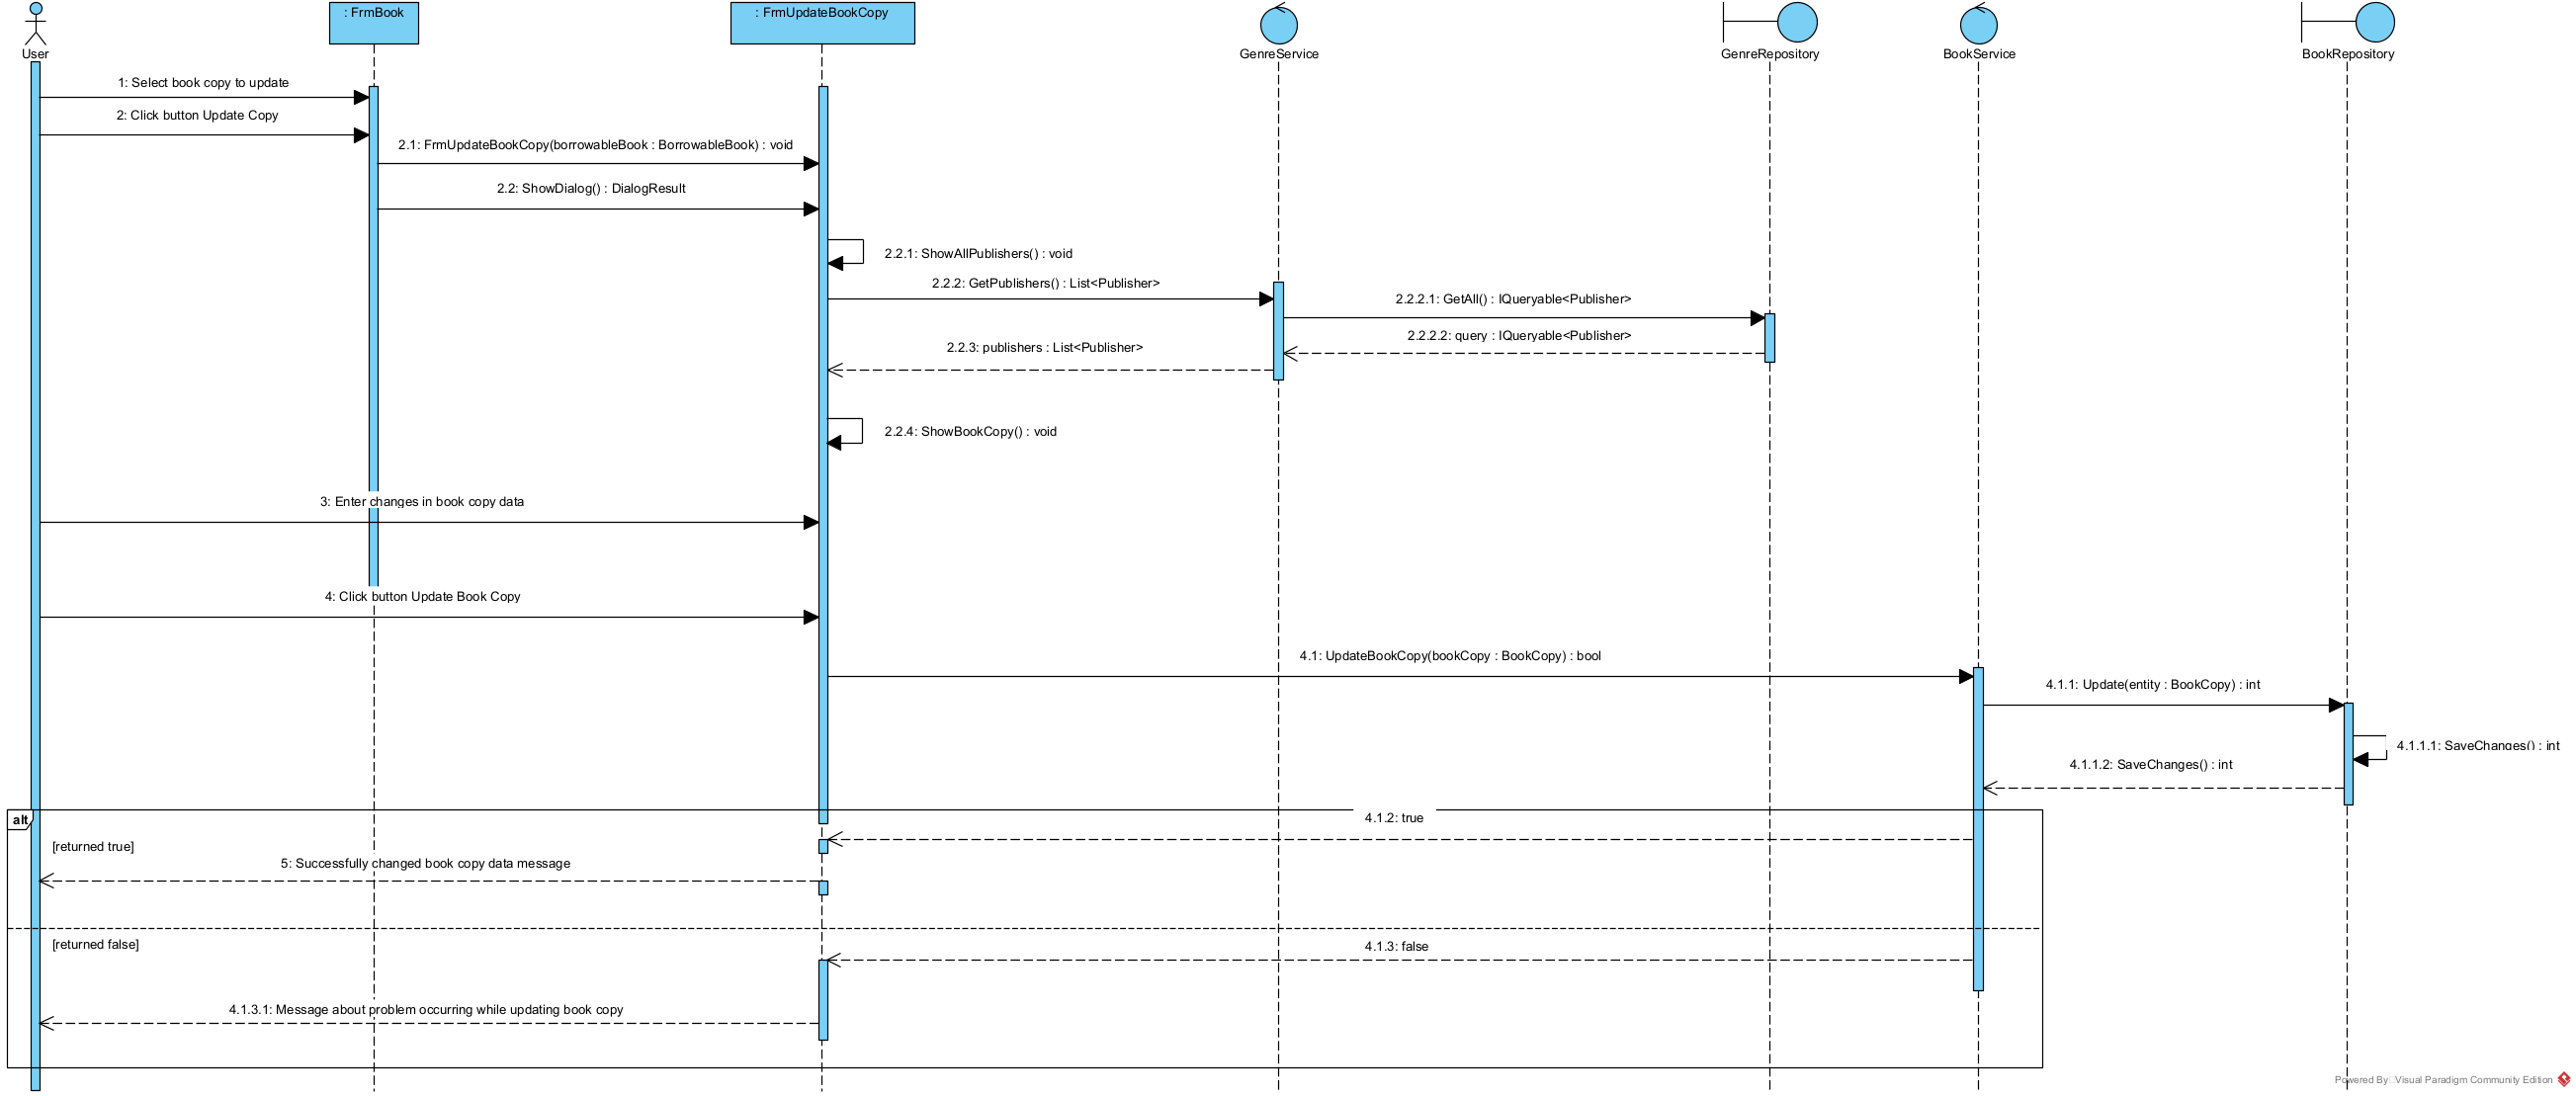 : FrmBook
: FrmUpdateBookCopy
User
GenreService
GenreRepository
BookService
BookRepository
1: Select book copy to update
2: Click button Update Copy
2.1: FrmUpdateBookCopy(borrowableBook : BorrowableBook) : void
2.2: ShowDialog() : DialogResult
2.2.1: ShowAllPublishers() : void
2.2.2: GetPublishers() : List<Publisher>
2.2.2.1: GetAll() : IQueryable<Publisher>
2.2.2.2: query : IQueryable<Publisher>
2.2.3: publishers : List<Publisher>
2.2.4: ShowBookCopy() : void
3: Enter changes in book copy data
4: Click button Update Book Copy
4.1: UpdateBookCopy(bookCopy : BookCopy) : bool
4.1.1: Update(entity : BookCopy) : int
4.1.1.1: SaveChanges() : int
4.1.1.2: SaveChanges() : int
alt
4.1.2: true
[returned true]
5: Successfully changed book copy data message
[returned false]
4.1.3: false
4.1.3.1: Message about problem occurring while updating book copy
Powered By Visual Paradigm Community Edition